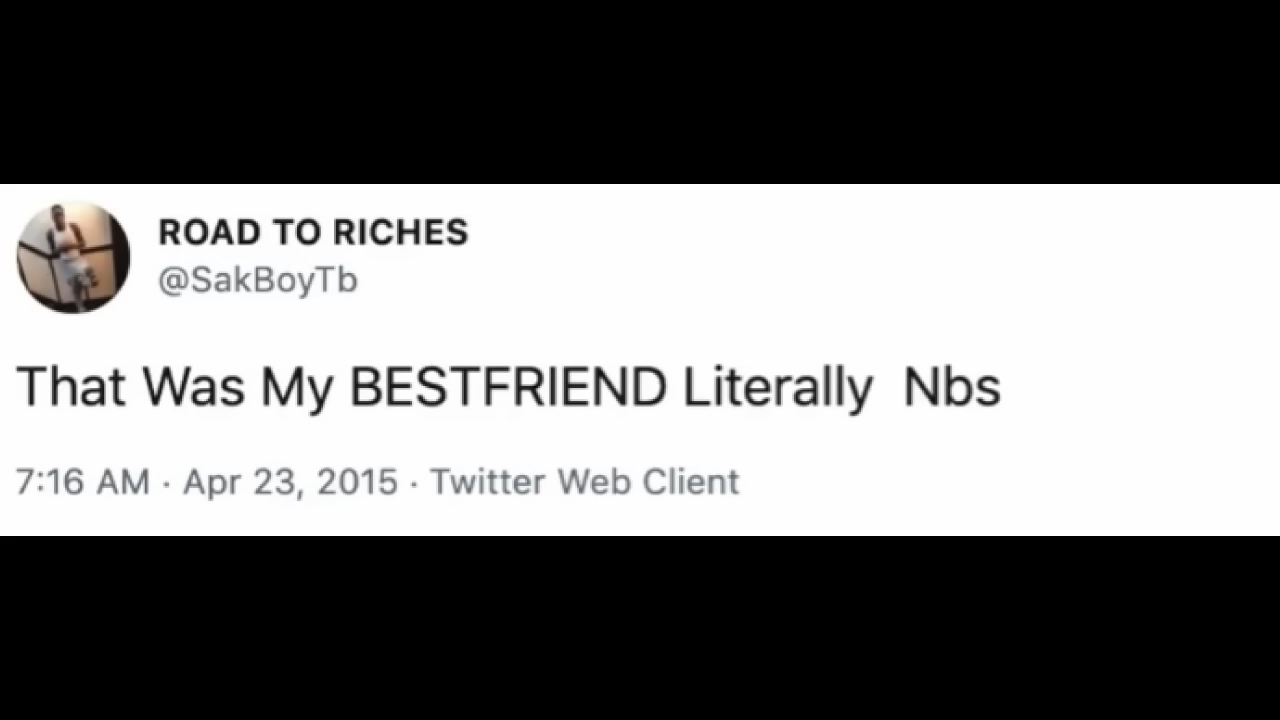 ROAD TO RICHES
@SakBoyTb
That Was My BESTFRIEND Literally  Nbs
7:16 AM · Apr 23, 2015 · Twitter Web Client